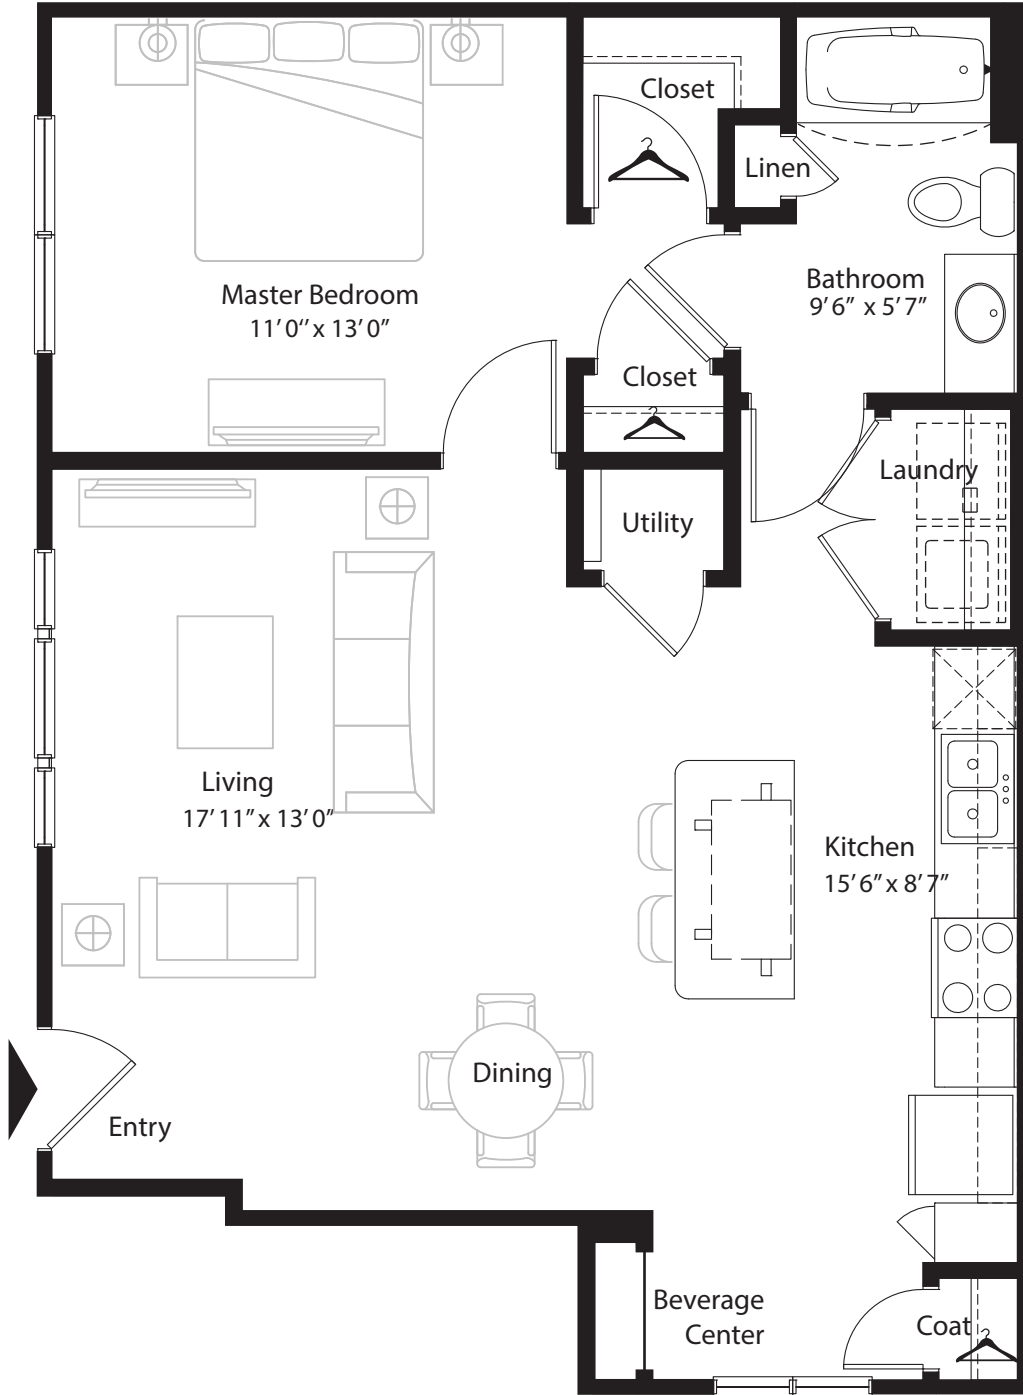 Closet
Linen
Master Bedroom
11’0’’ x 13’0”
Bathroom
9’6” x 5’7”
Closet
Laundry
Utility
Living
17’11” x 13’0”
Kitchen
15’6” x 8’7”
Dining
Entry
Beverage
Center
Coat